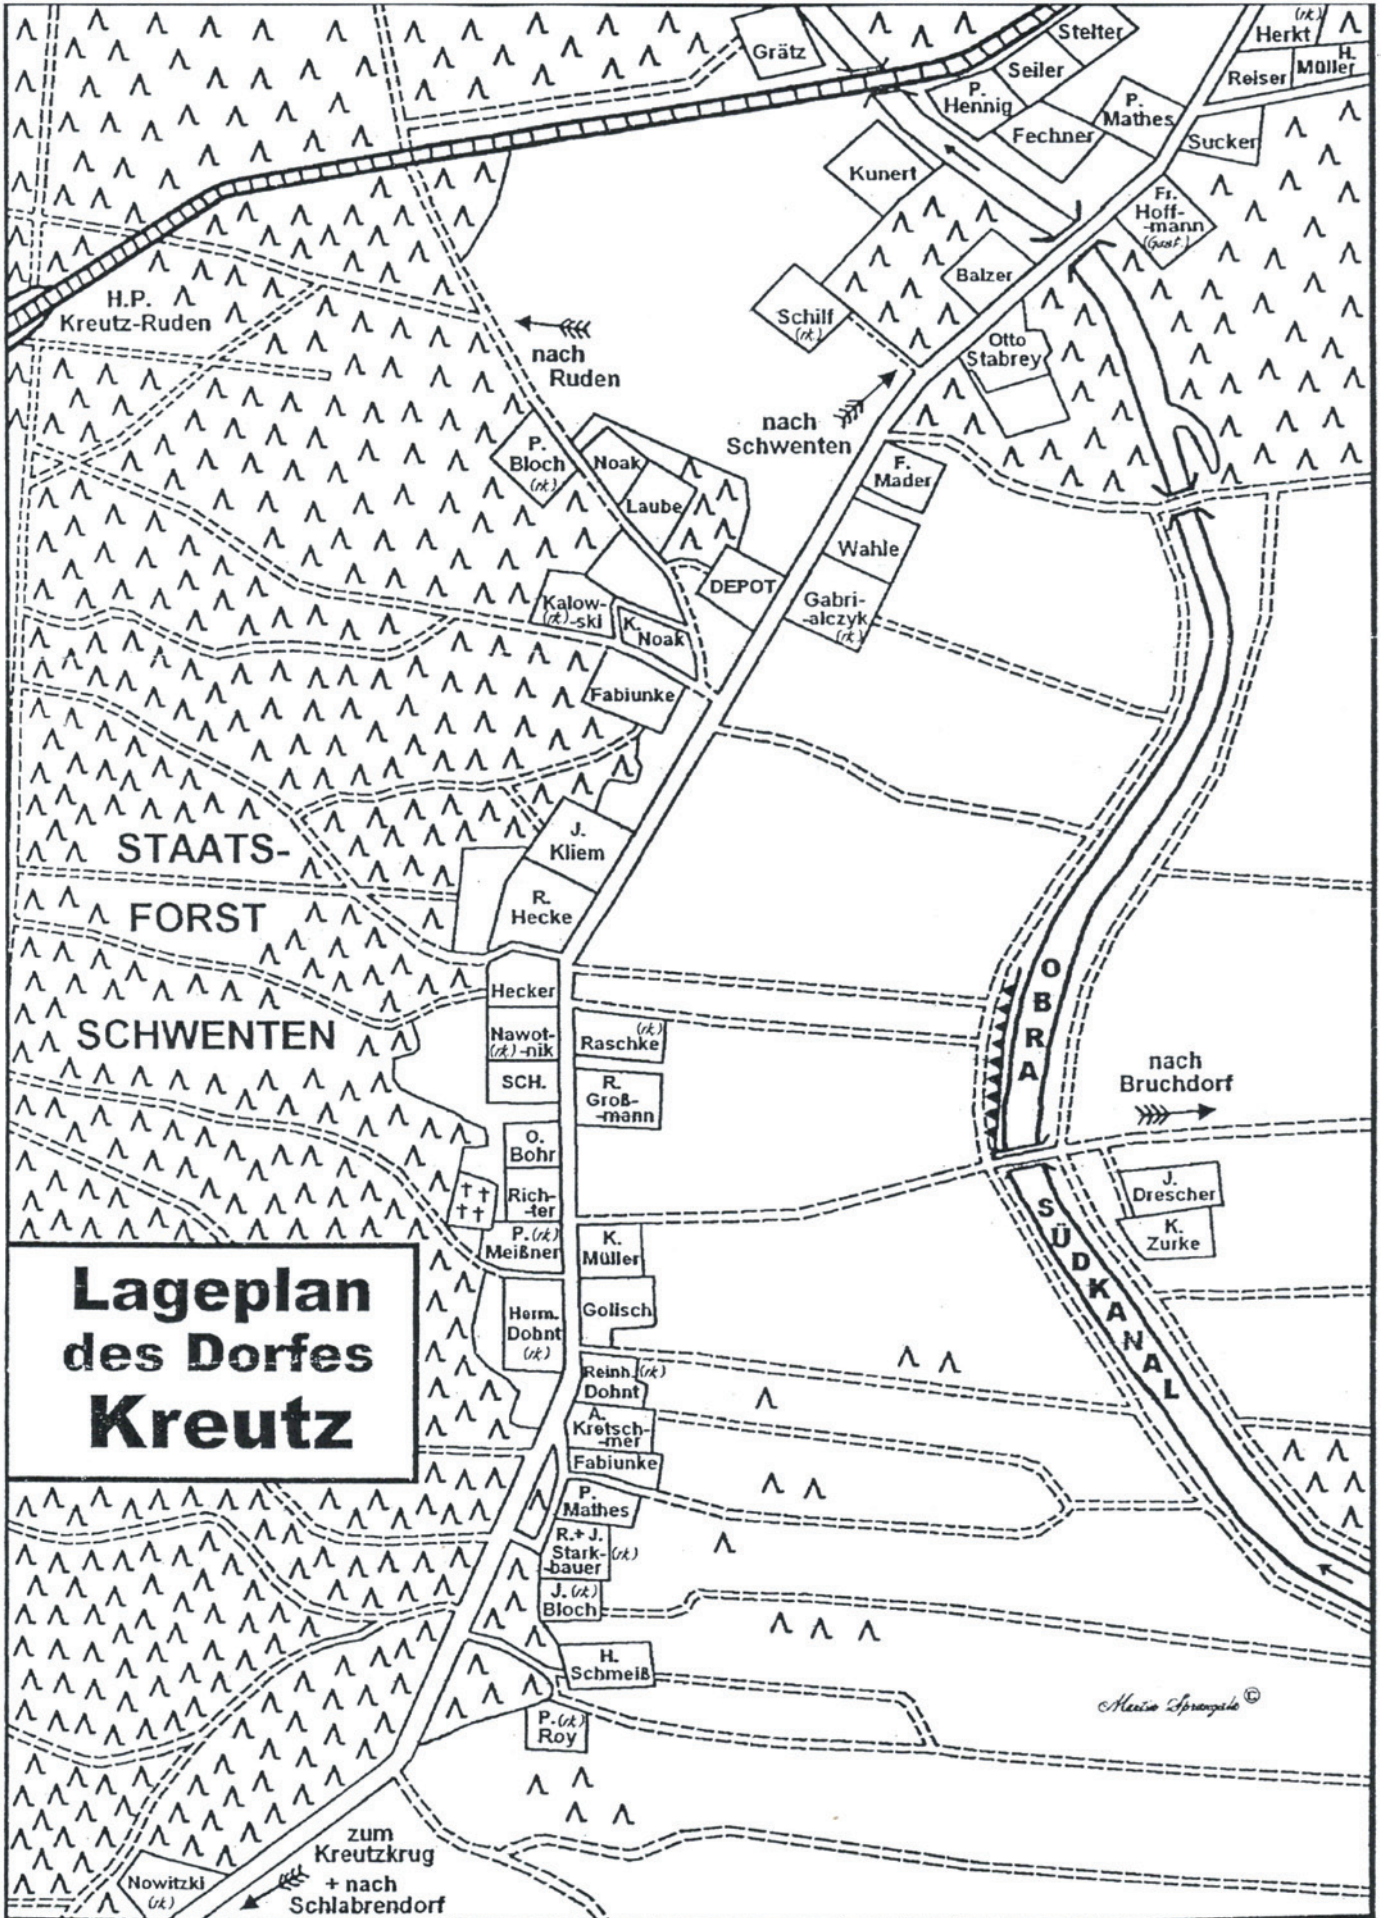 Grätz
Stelter
Seiler
P.
Hennig
Fechner
P.
Mathes
(rk.)
Herkt
Reiser
H.
Müller
Sucker
Kunert
Fr.
Hoff-
-mann
(Gast.)
Balzer
Schilf
(rk.)
Otto
Stabrey
H.P.
Kreutz-Ruden
nach
Ruden
nach
Schwenten
P.
Bloch
(rk.)
Noak
Laube
F.
Mader
Wahle
DEPOT
Gabri-
-alczyk
(rk.)
Kalow-
(rk.) -ski
K.
Noak
Fabiunke
J.
Kliem
R.
Hecke
STAATS-
FORST
SCHWENTEN
Hecker
Nawot-
(rk.) -nik
SCH.
(rk.)
Raschke
R.
Groß-
-mann
OBRA
nach
Bruchdorf
O.
Bohr
Rich-
-ter
P. (rk.)
Meißner
K.
Müller
J.
Drescher
K.
Zurke
SÜDKANAL
Herm.
Dohnt
(rk.)
Golisch
Lageplan
des Dorfes
Kreutz
Reinh. (rk.)
Dohnt
A.
Kretsch-
-mer
Fabiunke
P.
Mathes
R.+ J.
Stark- (rk.)
-bauer
J. (rk.)
Bloch
H.
Schmeiß
P. (rk.)
Roy
©
zum
Kreutzkrug
+ nach
Schlabrendorf
Nowitzki
(rk.)